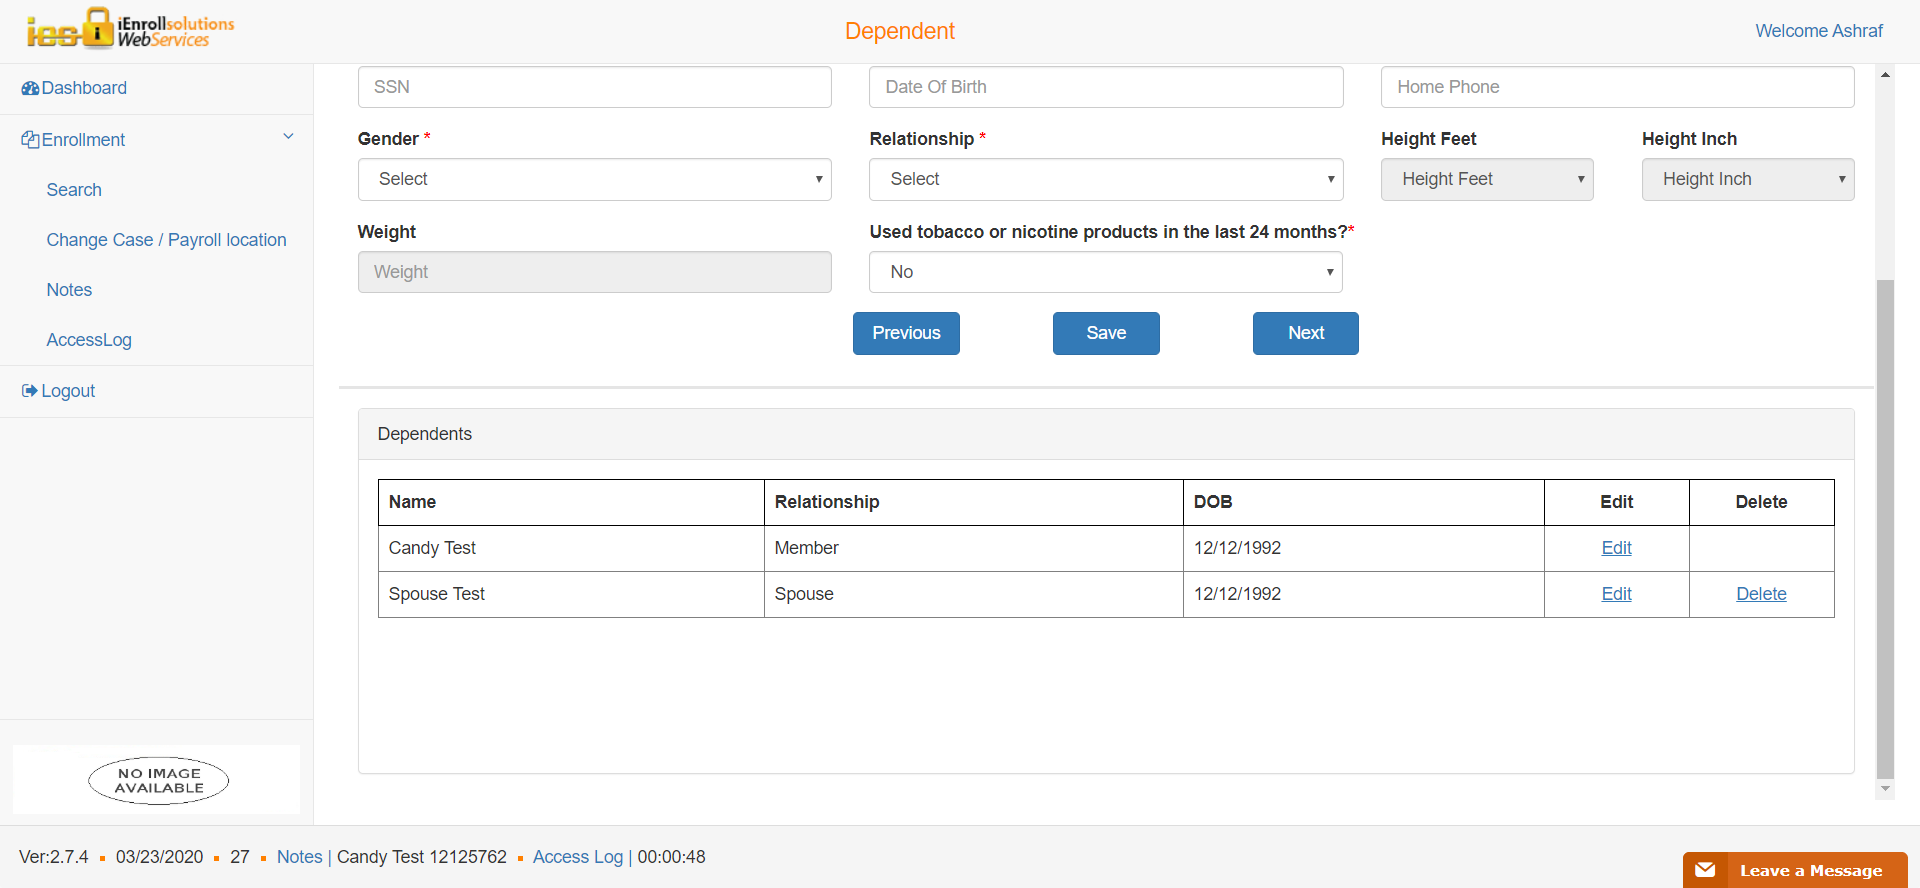 ies iEnrollsolutions
WebServices
Dependent
Welcome Ashraf
Dashboard
Enrollment
Search
Change Case / Payroll location
Notes
AccessLog
Logout
NO IMAGE
AVAILABLE
SSN
Date Of Birth
Home Phone
Gender *
Relationship *
Height Feet
Height Inch
Select
Select
Height Feet
Height Inch
Weight
Used tobacco or nicotine products in the last 24 months?*
Weight
No
Previous
Save
Next
Dependents
Name Relationship DOB Edit Delete
Candy Test Member 12/12/1992 Edit
Spouse Test Spouse 12/12/1992 Edit Delete
Ver:2.7.4 ▪ 03/23/2020 ▪ 27 ▪ Notes | Candy Test 12125762 ▪ Access Log | 00:00:48
Leave a Message